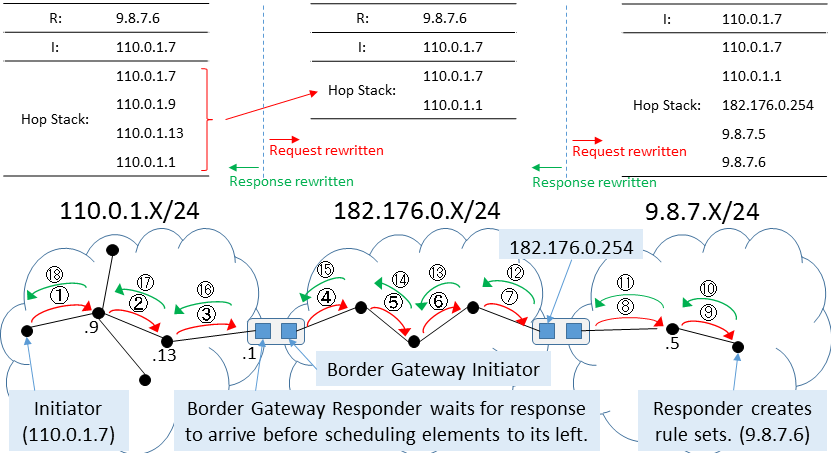 R: 9.8.7.6
I: 110.0.1.7
Hop Stack:
110.0.1.7
110.0.1.9
110.0.1.13
110.0.1.1
R: 9.8.7.6
I: 110.0.1.7
Hop Stack:
110.0.1.7
110.0.1.1
I: 110.0.1.7
Hop Stack:
110.0.1.7
110.0.1.1
182.176.0.254
9.8.7.5
9.8.7.6
Request rewritten
Response rewritten
Request rewritten
Response rewritten
110.0.1.X/24
182.176.0.X/24
9.8.7.X/24
182.176.0.254
⑱ ⑰ ⑯ ⑮ ⑭ ⑬ ⑫ ⑪ ⑩
① ② ③ ④ ⑤ ⑥ ⑦ ⑧ ⑨
.9
.13
.1
.5
Border Gateway Initiator
Initiator
(110.0.1.7)
Border Gateway Responder waits for response
to arrive before scheduling elements to its left.
Responder creates
rule sets. (9.8.7.6)